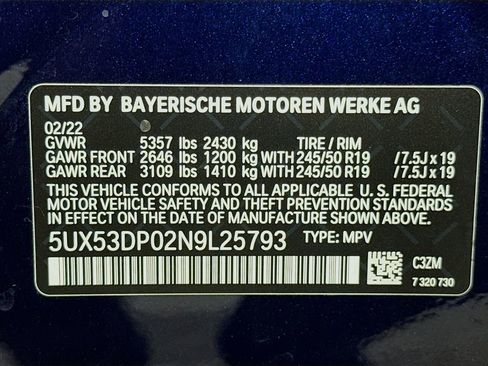 MFD BY BAYERISCHE MOTOREN WERKE AG
02/22
GVWR 5357 lbs 2430 kg TIRE / RIM
GAWR FRONT 2646 lbs 1200 kg WITH 245/50 R19 /7.5J x 19
GAWR REAR 3109 lbs 1410 kg WITH 245/50 R19 /7.5J x 19
THIS VEHICLE CONFORMS TO ALL APPLICABLE U. S. FEDERAL
MOTOR VEHICLE SAFETY AND THEFT PREVENTION STANDARDS
IN EFFECT ON THE DATE OF MANUFACTURE SHOWN ABOVE.
5UX53DP02N9L25793 TYPE: MPV
C3ZM
7 320 730